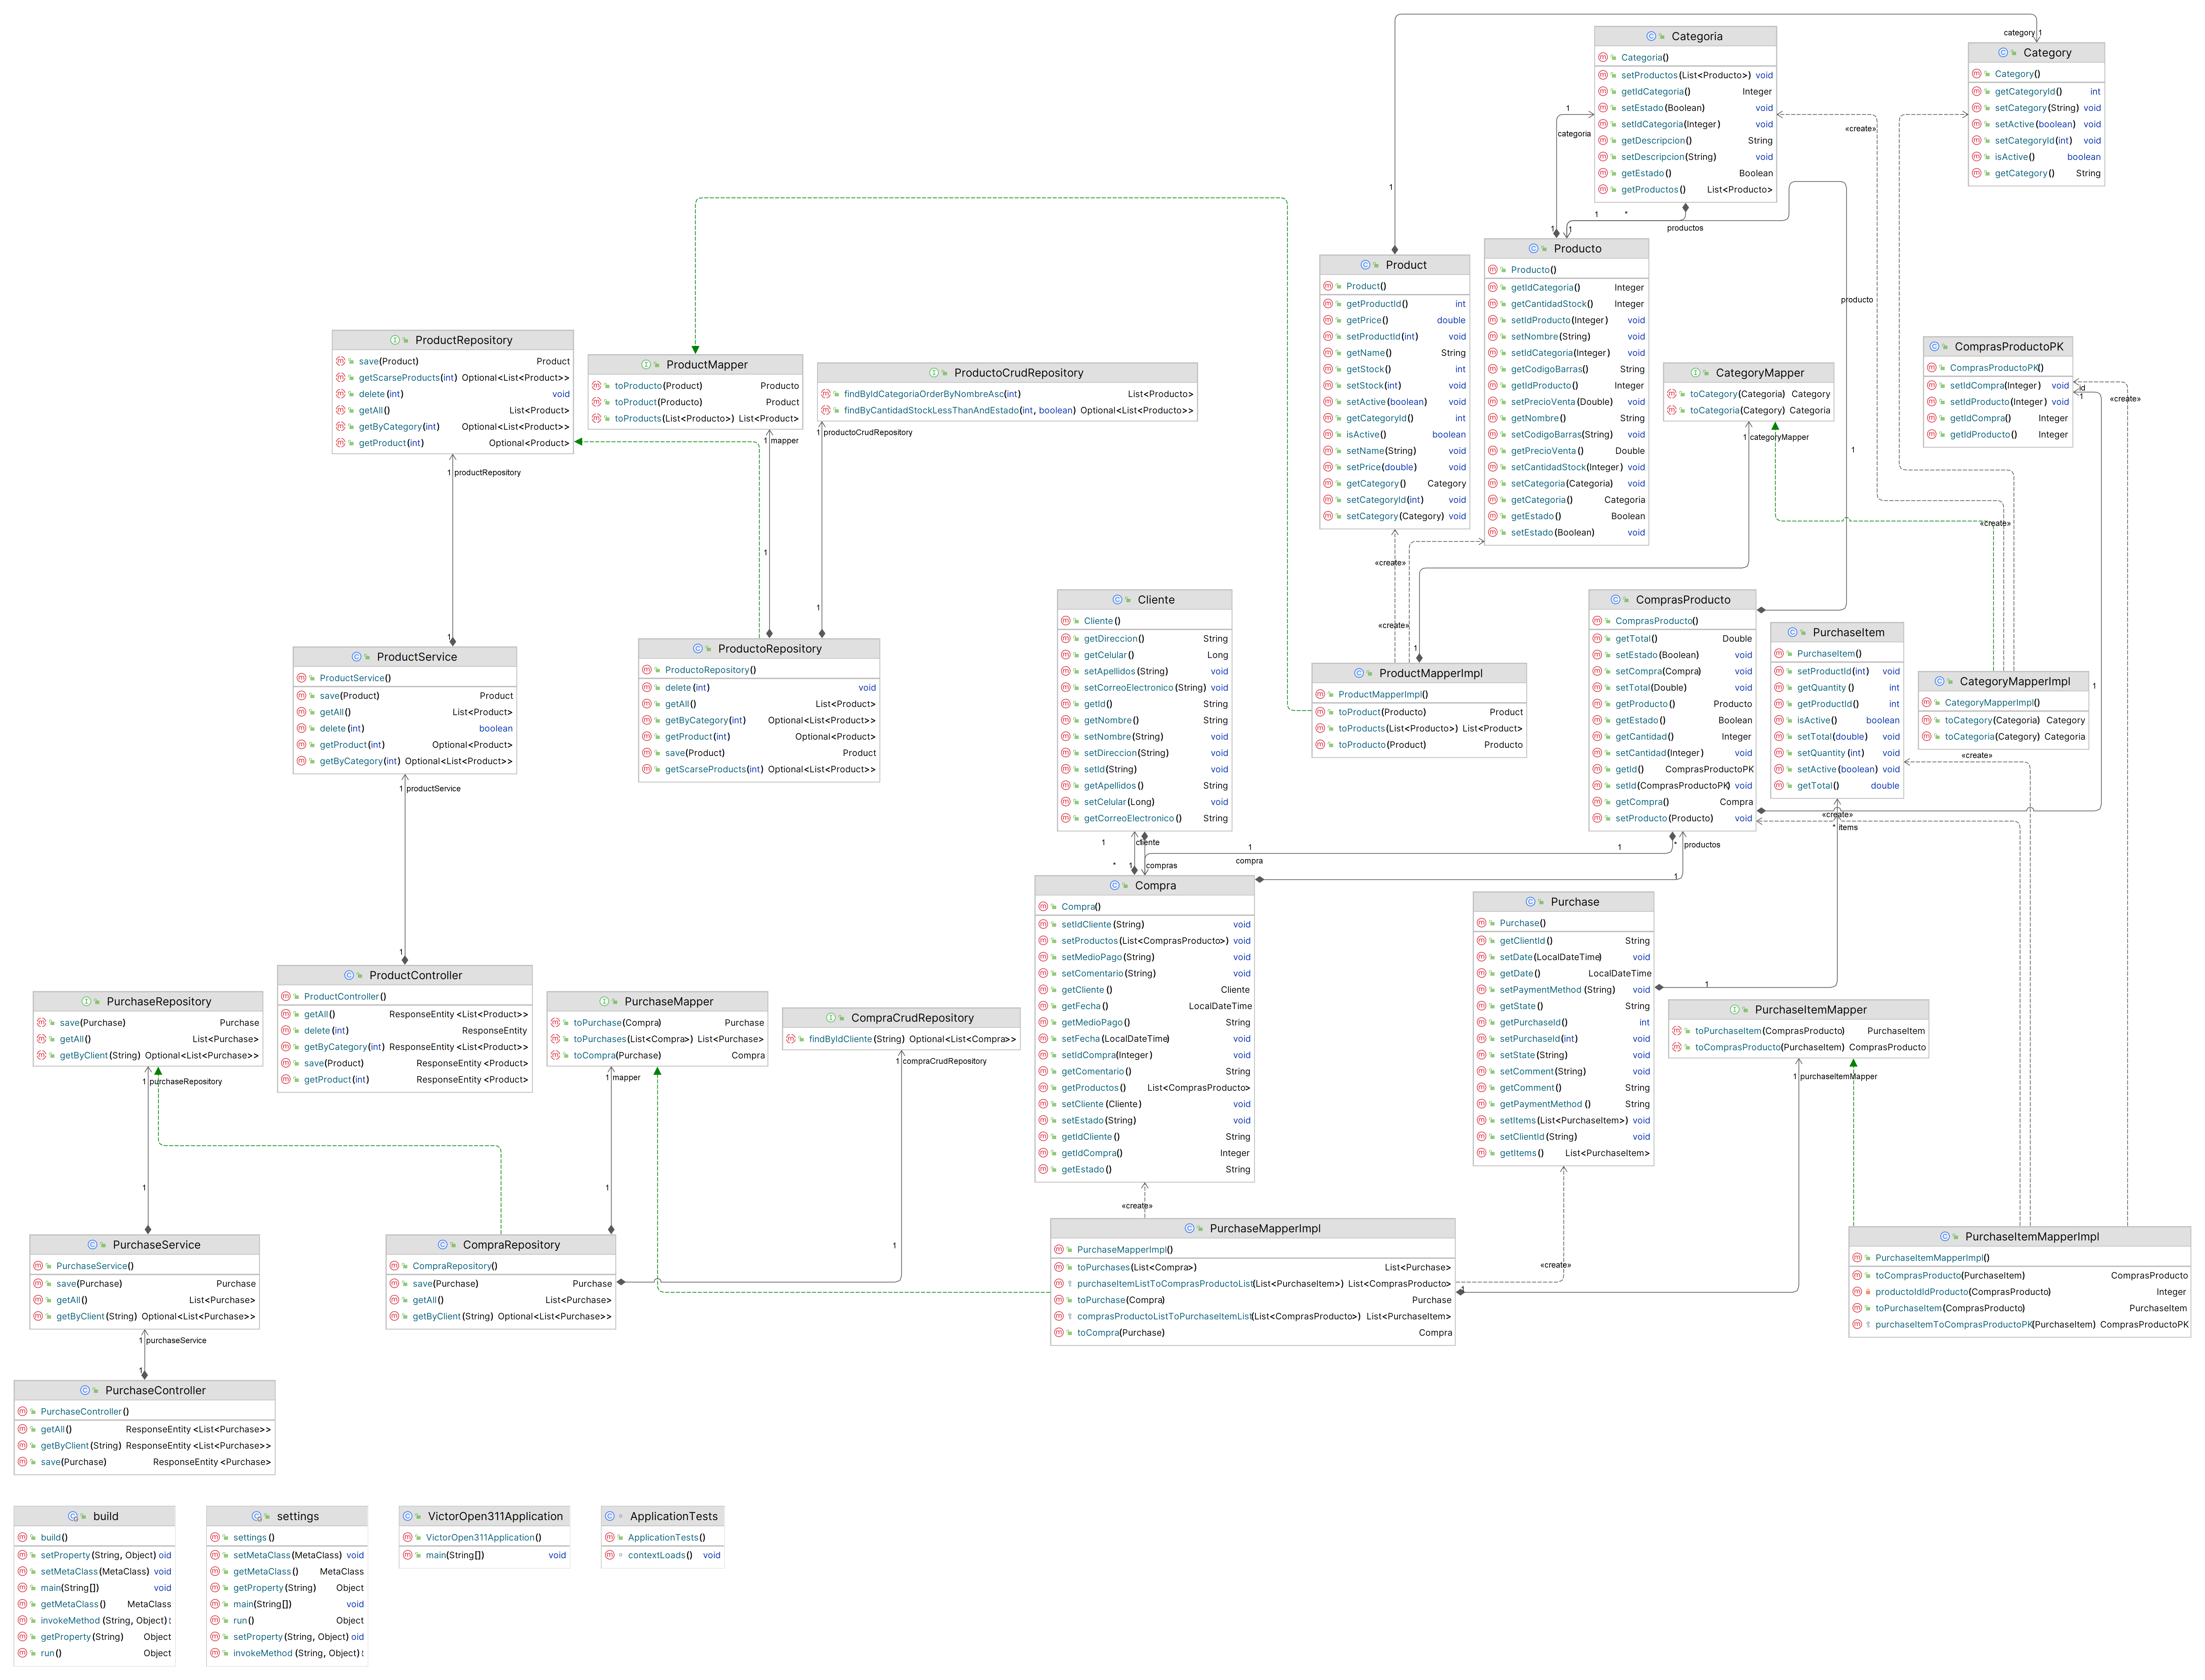 category 1
Categoria
Categoria()
setProductos(List<Producto>) void
getIdCategoria() Integer
setEstado(Boolean) void
setIdCategoria(Integer) void
getDescripcion() String
setDescripcion(String) void
getEstado() Boolean
getProductos() List<Producto>
Category
Category()
getCategoryId() int
setCategory(String) void
setActive(boolean) void
setCategoryId(int) void
isActive() boolean
getCategory() String
1
categoria
«create»
1
1 *
productos
1
1
Product
Product()
getProductId() int
getPrice() double
setProductId(int) void
getName() String
getStock() int
setStock(int) void
setActive(boolean) void
getCategoryId() int
isActive() boolean
setName(String) void
setPrice(double) void
getCategory() Category
setCategoryId(int) void
setCategory(Category) void
Producto
Producto()
getIdCategoria() Integer
getCantidadStock() Integer
setIdProducto(Integer) void
setNombre(String) void
setIdCategoria(Integer) void
getCodigoBarras() String
getIdProducto() Integer
setPrecioVenta(Double) void
getNombre() String
setCodigoBarras(String) void
getPrecioVenta() Double
setCantidadStock(Integer) void
setCategoria(Categoria) void
getCategoria() Categoria
getEstado() Boolean
setEstado(Boolean) void
producto
1
ProductRepository
save(Product) Product
getScarseProducts(int) Optional<List<Product>>
delete(int) void
getAll() List<Product>
getByCategory(int) Optional<List<Product>>
getProduct(int) Optional<Product>
ProductMapper
toProducto(Product) Producto
toProduct(Producto) Product
toProducts(List<Producto>) List<Product>
ProductoCrudRepository
findByIdCategoriaOrderByNombreAsc(int) List<Producto>
findByCantidadStockLessThanAndEstado(int, boolean) Optional<List<Producto>>
CategoryMapper
toCategory(Categoria) Category
toCategoria(Category) Categoria
ComprasProductoPK
ComprasProductoPK()
setIdCompra(Integer) void
setIdProducto(Integer) void
getIdCompra() Integer
getIdProducto() Integer
id
1
«create»
1 productRepository
1 mapper
1 productoCrudRepository
1 categoryMapper
«create»
«create»
1
1
«create»
1
1
ProductService
ProductService()
save(Product) Product
getAll() List<Product>
delete(int) boolean
getProduct(int) Optional<Product>
getByCategory(int) Optional<List<Product>>
ProductoRepository
ProductoRepository()
delete(int) void
getAll() List<Product>
getByCategory(int) Optional<List<Product>>
getProduct(int) Optional<Product>
save(Product) Product
getScarseProducts(int) Optional<List<Product>>
Cliente
Cliente()
getDireccion() String
getCelular() Long
setApellidos(String) void
setCorreoElectronico(String) void
getId() String
getNombre() String
setNombre(String) void
setDireccion(String) void
setId(String) void
getApellidos() String
setCelular(Long) void
getCorreoElectronico() String
ProductMapperImpl
ProductMapperImpl()
toProduct(Producto) Product
toProducts(List<Producto>) List<Product>
toProducto(Product) Producto
ComprasProducto
ComprasProducto()
getTotal() Double
setEstado(Boolean) void
setCompra(Compra) void
setTotal(Double) void
getProducto() Producto
getEstado() Boolean
getCantidad() Integer
setCantidad(Integer) void
getId() ComprasProductoPK
setId(ComprasProductoPK) void
getCompra() Compra
setProducto(Producto) void
PurchaseItem
PurchaseItem()
setProductId(int) void
getQuantity() int
getProductId() int
isActive() boolean
setTotal(double) void
setQuantity(int) void
setActive(boolean) void
getTotal() double
CategoryMapperImpl
CategoryMapperImpl()
toCategory(Categoria) Category
toCategoria(Category) Categoria
1
«create»
1 productService
«create»
* items
1 cliente
* 1 compras
1
compra
1
* productos
1
1
Compra
Compra()
setIdCliente(String) void
setProductos(List<ComprasProducto>) void
setMedioPago(String) void
setComentario(String) void
getCliente() Cliente
getFecha() LocalDateTime
getMedioPago() String
setFecha(LocalDateTime) void
setIdCompra(Integer) void
getComentario() String
getProductos() List<ComprasProducto>
setCliente(Cliente) void
setEstado(String) void
getIdCliente() String
getIdCompra() Integer
getEstado() String
Purchase
Purchase()
getClientId() String
setDate(LocalDateTime) void
getDate() LocalDateTime
setPaymentMethod(String) void
getState() String
getPurchaseId() int
setPurchaseId(int) void
setState(String) void
setComment(String) void
getComment() String
getPaymentMethod() String
setItems(List<PurchaseItem>) void
setClientId(String) void
getItems() List<PurchaseItem>
1
ProductController
ProductController()
getAll() ResponseEntity<List<Product>>
delete(int) ResponseEntity
getByCategory(int) ResponseEntity<List<Product>>
save(Product) ResponseEntity<Product>
getProduct(int) ResponseEntity<Product>
PurchaseRepository
save(Purchase) Purchase
getAll() List<Purchase>
getByClient(String) Optional<List<Purchase>>
PurchaseMapper
toPurchase(Compra) Purchase
toPurchases(List<Compra>) List<Purchase>
toCompra(Purchase) Compra
CompraCrudRepository
findByIdCliente(String) Optional<List<Compra>>
PurchaseItemMapper
toPurchaseItem(ComprasProducto) PurchaseItem
toComprasProducto(PurchaseItem) ComprasProducto
1 purchaseRepository
1 mapper
1 compraCrudRepository
1 purchaseItemMapper
1
1
1
«create»
«create»
1
PurchaseService
PurchaseService()
save(Purchase) Purchase
getAll() List<Purchase>
getByClient(String) Optional<List<Purchase>>
CompraRepository
CompraRepository()
save(Purchase) Purchase
getAll() List<Purchase>
getByClient(String) Optional<List<Purchase>>
PurchaseMapperImpl
PurchaseMapperImpl()
toPurchases(List<Compra>) List<Purchase>
purchaseItemListToComprasProductoList(List<PurchaseItem>) List<ComprasProducto>
toPurchase(Compra) Purchase
comprasProductoListToPurchaseItemList(List<ComprasProducto>) List<PurchaseItem>
toCompra(Purchase) Compra
PurchaseItemMapperImpl
PurchaseItemMapperImpl()
toComprasProducto(PurchaseItem) ComprasProducto
productoIdIdProducto(ComprasProducto) Integer
toPurchaseItem(ComprasProducto) PurchaseItem
purchaseItemToComprasProductoPK(PurchaseItem) ComprasProductoPK
1 purchaseService
1
PurchaseController
PurchaseController()
getAll() ResponseEntity<List<Purchase>>
getByClient(String) ResponseEntity<List<Purchase>>
save(Purchase) ResponseEntity<Purchase>
build
build()
setProperty(String, Object) oid
setMetaClass(MetaClass) void
main(String[]) void
getMetaClass() MetaClass
invokeMethod(String, Object) t
getProperty(String) Object
run() Object
settings
settings()
setMetaClass(MetaClass) void
getMetaClass() MetaClass
getProperty(String) Object
main(String[]) void
run() Object
setProperty(String, Object) oid
invokeMethod(String, Object) t
VictorOpen311Application
VictorOpen311Application()
main(String[]) void
ApplicationTests
ApplicationTests()
contextLoads() void